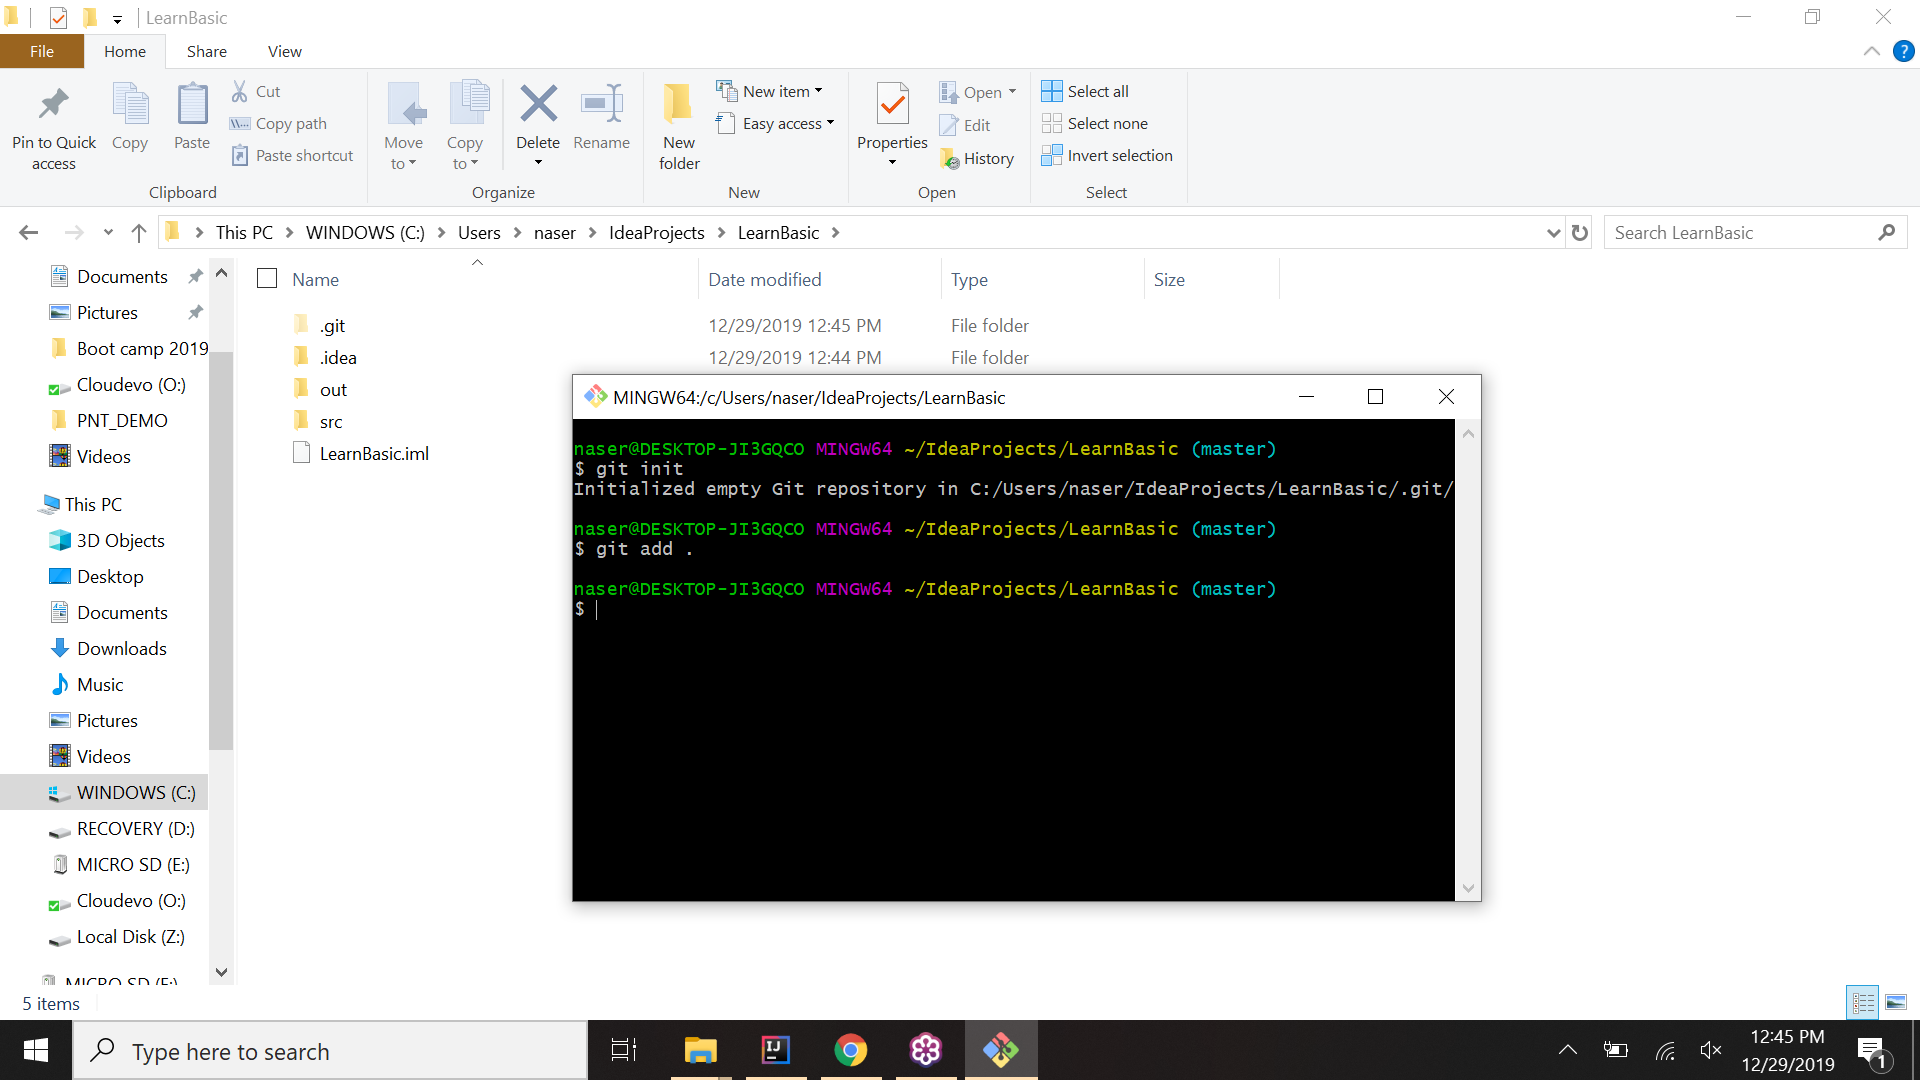 LearnBasic
File Home Share View
Pin to Quick access
Copy
Paste
Cut
Copy path
Paste shortcut
Clipboard
Move to
Copy to
Delete
Rename
Organize
New folder
New item
Easy access
New
Properties
Open
Edit
History
Open
Select all
Select none
Invert selection
Select
This PC > WINDOWS (C:) > Users > naser > IdeaProjects > LearnBasic >
Search LearnBasic
Documents
Pictures
Boot camp 2019
Cloudevo (O:)
PNT_DEMO
Videos
This PC
3D Objects
Desktop
Documents
Downloads
Music
Pictures
Videos
WINDOWS (C:)
RECOVERY (D:)
MICRO SD (E:)
Cloudevo (O:)
Local Disk (Z:)
MICRO SD (E:)
Name Date modified Type Size
.git 12/29/2019 12:45 PM File folder
.idea 12/29/2019 12:44 PM File folder
out
src
LearnBasic.iml
MINGW64:/c/Users/naser/IdeaProjects/LearnBasic
naser@DESKTOP-JI3GQCO MINGW64 ~/IdeaProjects/LearnBasic (master)
$ git init
Initialized empty Git repository in C:/Users/naser/IdeaProjects/LearnBasic/.git/
naser@DESKTOP-JI3GQCO MINGW64 ~/IdeaProjects/LearnBasic (master)
$ git add .
naser@DESKTOP-JI3GQCO MINGW64 ~/IdeaProjects/LearnBasic (master)
$
5 items
Type here to search
IJ
12:45 PM
12/29/2019
1